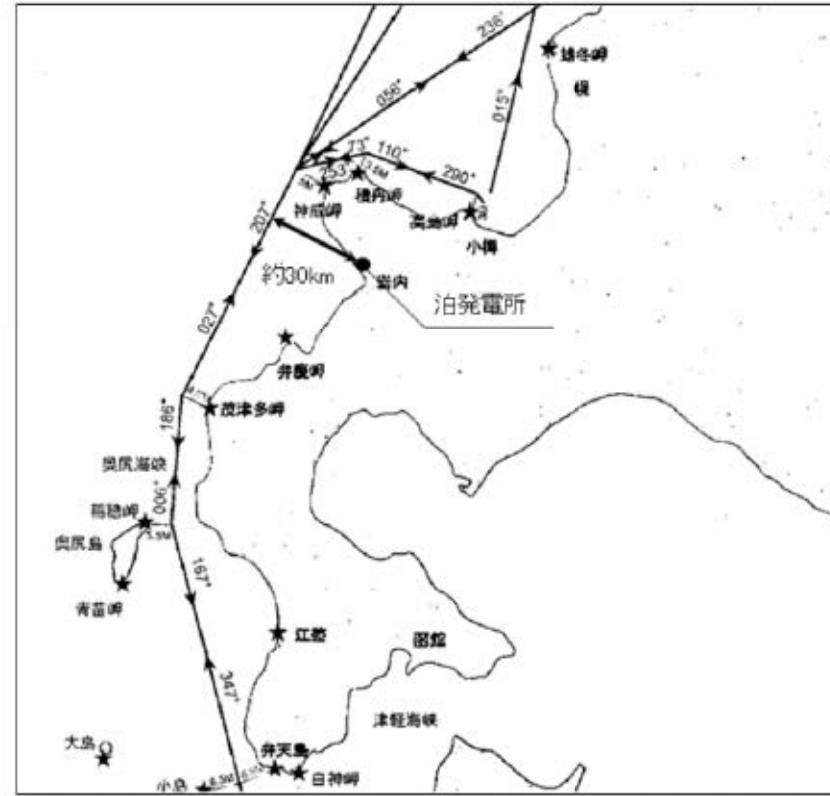 238°
056°
015°
雄冬岬
73°
110°
253°
290°
神威岬
積丹岬
高島岬
小樽
207°
約30km
岩内
泊発電所
027°
弁慶岬
茂津多岬
186°
奥尻海峡
006°
稲穂岬
奥尻島
青苗岬
167°
江差
函館
347°
津軽海峡
大島
弁天島
小島
白神岬